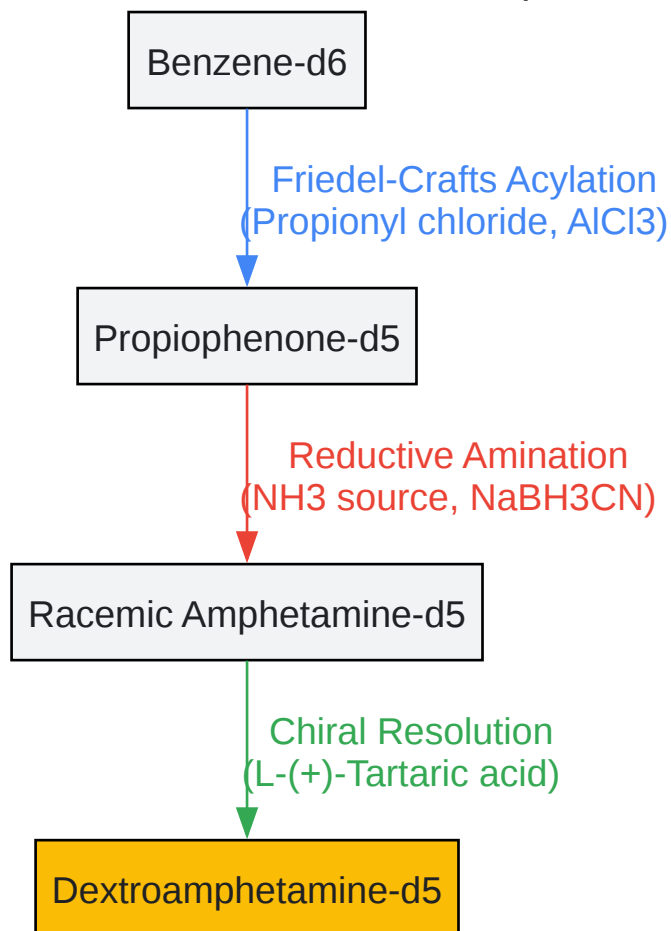 Benzene-d6
Friedel-Crafts Acylation
(Propionyl chloride, AlCl3)
Propiophenone-d5
Reductive Amination
(NH3 source, NaBH3CN)
Racemic Amphetamine-d5
Chiral Resolution
(L-(+)-Tartaric acid)
Dextroamphetamine-d5